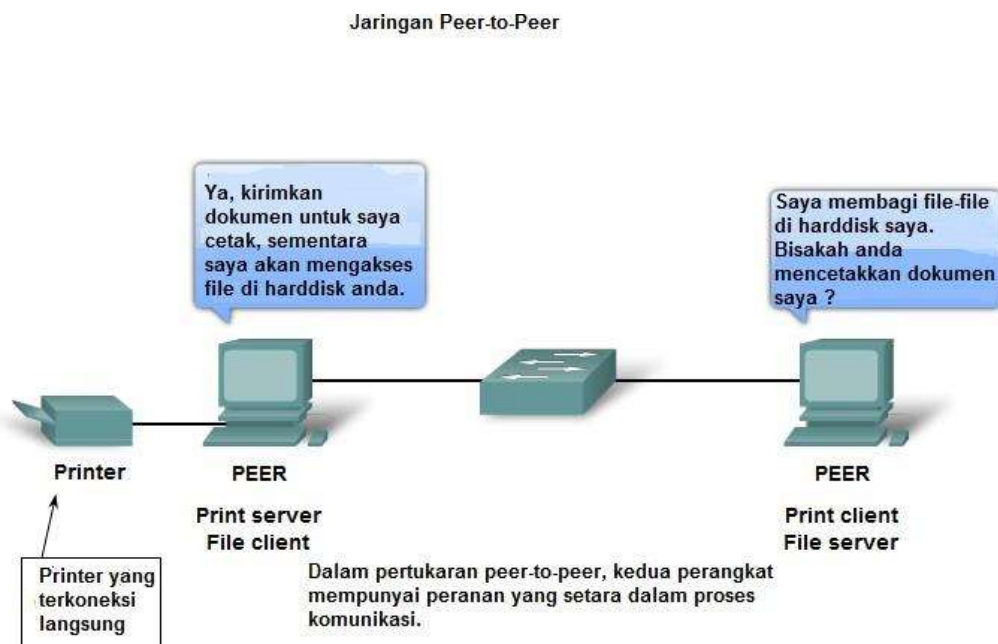 Jaringan Peer-to-Peer
Ya, kirimkan
dokumen untuk saya
cetak, sementara
saya akan mengakses
file di harddisk anda.
Saya membagi file-file
di harddisk saya.
Bisakah anda
mencetakkan dokumen
saya ?
Printer
PEER
PEER
Print server
File client
Print client
File server
Printer yang
terkoneksi
langsung
Dalam pertukaran peer-to-peer, kedua perangkat
mempunyai peranan yang setara dalam proses
komunikasi.